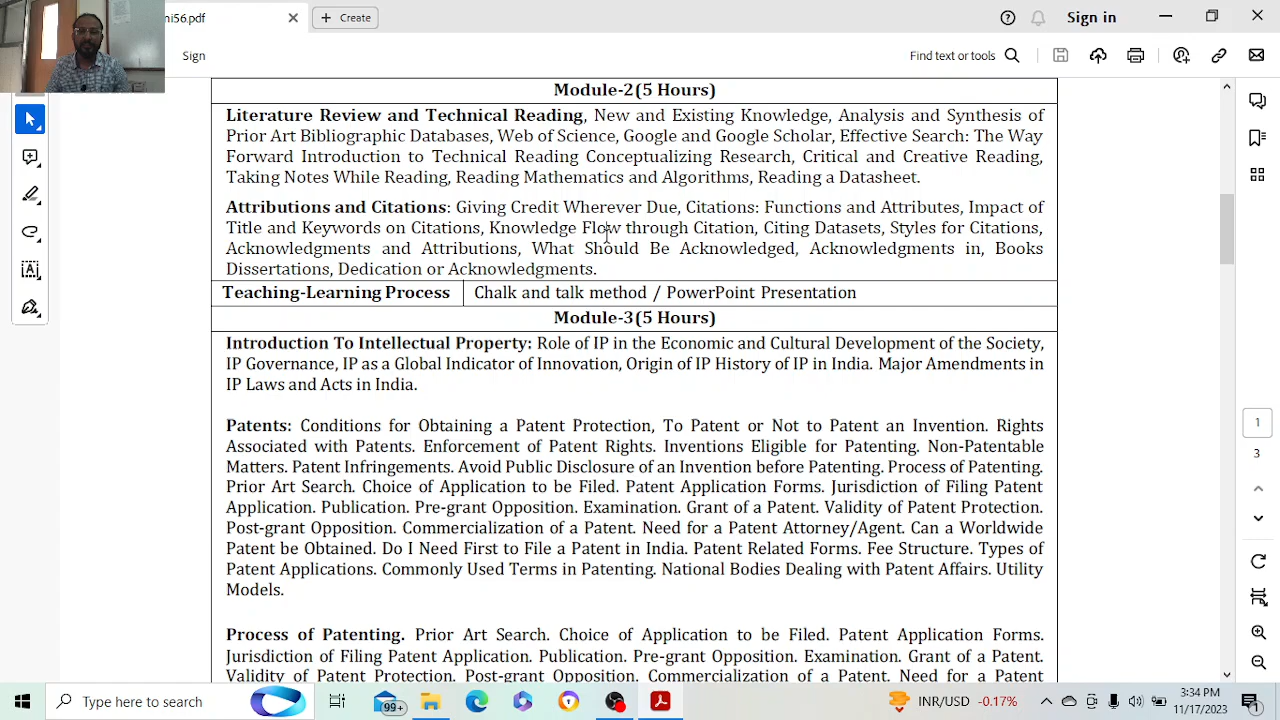 ni56.pdf
Create
Sign in
Sign
Find text or tools
Module-2(5 Hours)
Literature Review and Technical Reading, New and Existing Knowledge, Analysis and Synthesis of
Prior Art Bibliographic Databases, Web of Science, Google and Google Scholar, Effective Search: The Way
Forward Introduction to Technical Reading Conceptualizing Research, Critical and Creative Reading,
Taking Notes While Reading, Reading Mathematics and Algorithms, Reading a Datasheet.
Attributions and Citations: Giving Credit Wherever Due, Citations: Functions and Attributes, Impact of
Title and Keywords on Citations, Knowledge Flow through Citation, Citing Datasets, Styles for Citations,
Acknowledgments and Attributions, What Should Be Acknowledged, Acknowledgments in, Books
Dissertations, Dedication or Acknowledgments.
Teaching-Learning Process Chalk and talk method / PowerPoint Presentation
Module-3(5 Hours)
Introduction To Intellectual Property: Role of IP in the Economic and Cultural Development of the Society,
IP Governance, IP as a Global Indicator of Innovation, Origin of IP History of IP in India. Major Amendments in
IP Laws and Acts in India.
Patents: Conditions for Obtaining a Patent Protection, To Patent or Not to Patent an Invention. Rights
Associated with Patents. Enforcement of Patent Rights. Inventions Eligible for Patenting. Non-Patentable
Matters. Patent Infringements. Avoid Public Disclosure of an Invention before Patenting. Process of Patenting.
Prior Art Search. Choice of Application to be Filed. Patent Application Forms. Jurisdiction of Filing Patent
Application. Publication. Pre-grant Opposition. Examination. Grant of a Patent. Validity of Patent Protection.
Post-grant Opposition. Commercialization of a Patent. Need for a Patent Attorney/Agent. Can a Worldwide
Patent be Obtained. Do I Need First to File a Patent in India. Patent Related Forms. Fee Structure. Types of
Patent Applications. Commonly Used Terms in Patenting. National Bodies Dealing with Patent Affairs. Utility
Models.
Process of Patenting. Prior Art Search. Choice of Application to be Filed. Patent Application Forms.
Jurisdiction of Filing Patent Application. Publication. Pre-grant Opposition. Examination. Grant of a Patent.
Validity of Patent Protection. Post-grant Opposition. Commercialization of a Patent. Need for a Patent
1
3
Type here to search
99+
INR/USD -0.17%
3:34 PM
11/17/2023
1